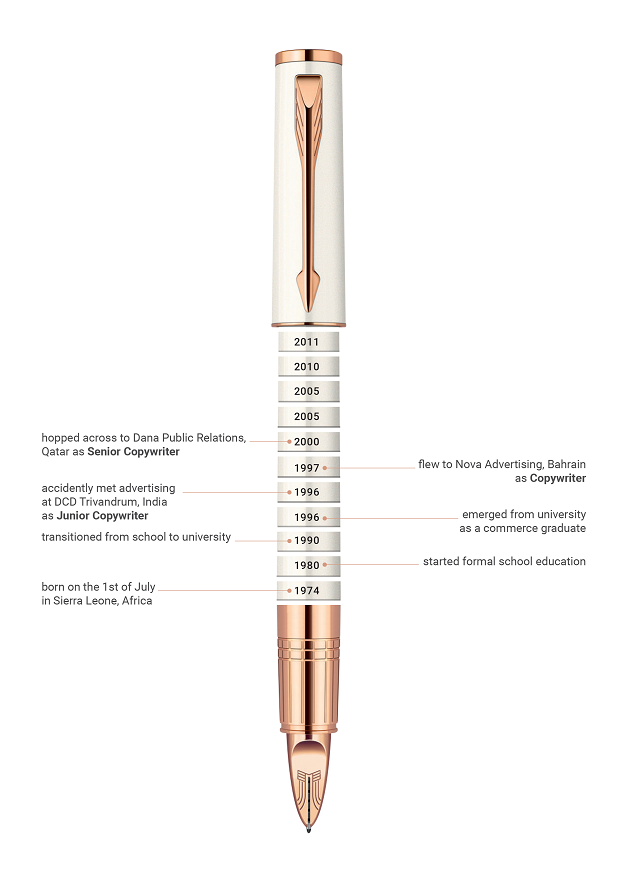 2011
2010
2005
2005
hopped across to Dana Public Relations,
Qatar as Senior Copywriter
2000
1997
flew to Nova Advertising, Bahrain
as Copywriter
accidently met advertising
at DCD Trivandrum, India
as Junior Copywriter
1996
1996
emerged from university
as a commerce graduate
transitioned from school to university
1990
1980
started formal school education
born on the 1st of July
in Sierra Leone, Africa
1974